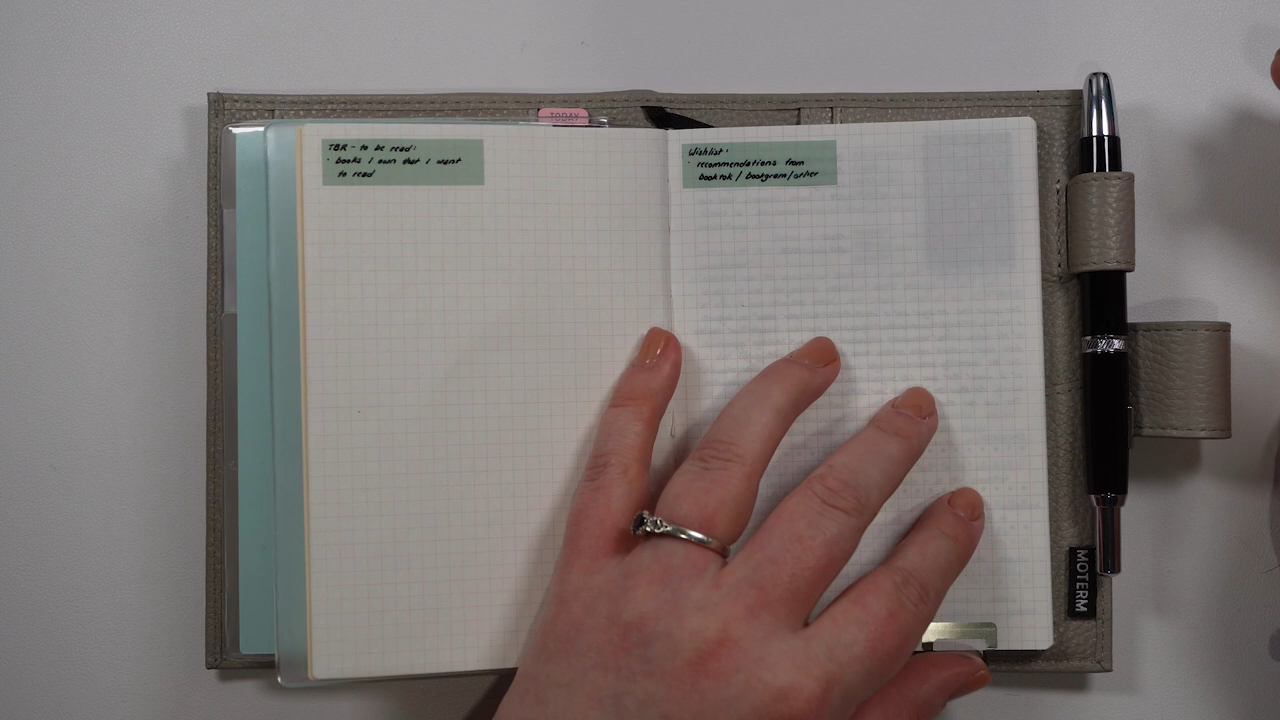 TODAY
TBR - to be read:
· books I own that I want
to read
Wishlist:
· recommendations from
booktok / bookgram/other
MOTERM